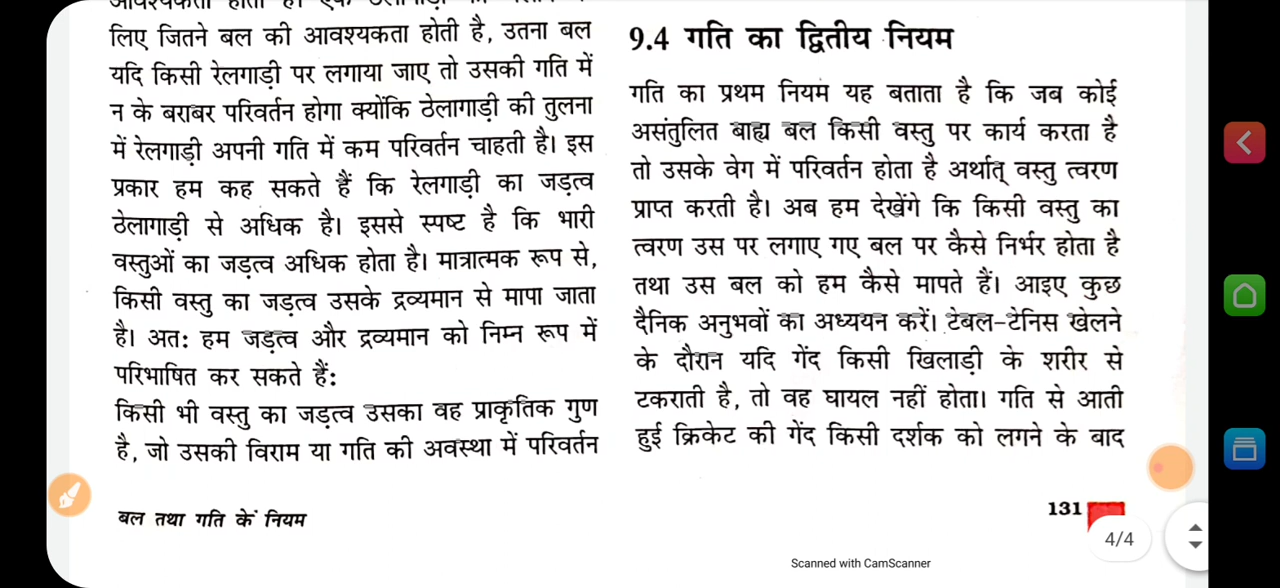 लिए जितने बल की आवश्यकता होती है, उतना बल
यदि किसी रेलगाड़ी पर लगाया जाए तो उसकी गति में
न के बराबर परिवर्तन होगा क्योंकि ठेलागाड़ी की तुलना
में रेलगाड़ी अपनी गति में कम परिवर्तन चाहती है। इस
प्रकार हम कह सकते हैं कि रेलगाड़ी का जड़त्व
ठेलागाड़ी से अधिक है। इससे स्पष्ट है कि भारी
वस्तुओं का जड़त्व अधिक होता है। मात्रात्मक रूप से,
किसी वस्तु का जड़त्व उसके द्रव्यमान से मापा जाता
है। अतः हम जड़त्व और द्रव्यमान को निम्न रूप में
परिभाषित कर सकते हैं:
किसी भी वस्तु का जड़त्व उसका वह प्राकृतिक गुण
है, जो उसकी विराम या गति की अवस्था में परिवर्तन
बल तथा गति के नियम
9.4 गति का द्वितीय नियम
गति का प्रथम नियम यह बताता है कि जब कोई
असंतुलित बाह्य बल किसी वस्तु पर कार्य करता है
तो उसके वेग में परिवर्तन होता है अर्थात् वस्तु त्वरण
प्राप्त करती है। अब हम देखेंगे कि किसी वस्तु का
त्वरण उस पर लगाए गए बल पर कैसे निर्भर होता है
तथा उस बल को हम कैसे मापते हैं। आइए कुछ
दैनिक अनुभवों का अध्ययन करें। टेबल-टेनिस खेलने
के दौरान यदि गेंद किसी खिलाड़ी के शरीर से
टकराती है, तो वह घायल नहीं होता। गति से आती
हुई क्रिकेट की गेंद किसी दर्शक को लगने के बाद
131
4/4
Scanned with CamScanner